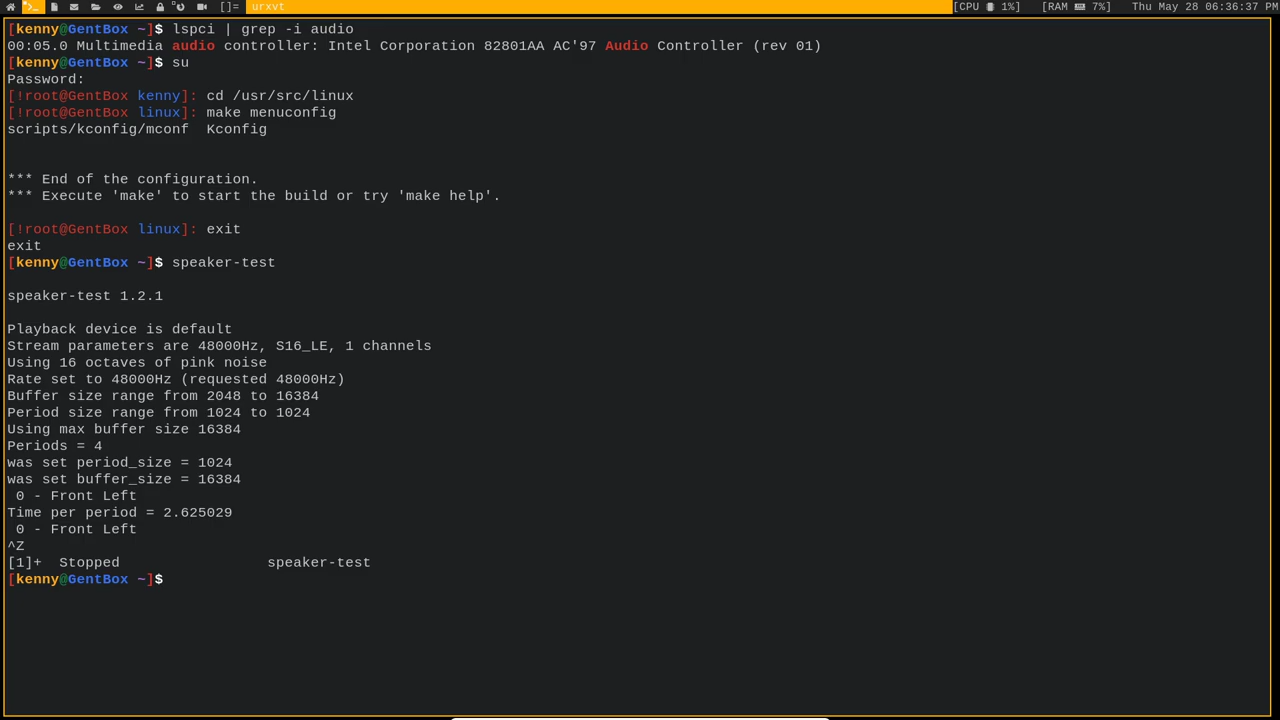 []= urxvt [CPU 1%] [RAM 7%] Thu May 28 06:36:37 PM
[kenny@GentBox ~]$ lspci | grep -i audio
00:05.0 Multimedia audio controller: Intel Corporation 82801AA AC'97 Audio Controller (rev 01)
[kenny@GentBox ~]$ su
Password:
[!root@GentBox kenny]: cd /usr/src/linux
[!root@GentBox linux]: make menuconfig
scripts/kconfig/mconf  Kconfig
*** End of the configuration.
*** Execute 'make' to start the build or try 'make help'.
[!root@GentBox linux]: exit
exit
[kenny@GentBox ~]$ speaker-test
speaker-test 1.2.1
Playback device is default
Stream parameters are 48000Hz, S16_LE, 1 channels
Using 16 octaves of pink noise
Rate set to 48000Hz (requested 48000Hz)
Buffer size range from 2048 to 16384
Period size range from 1024 to 1024
Using max buffer size 16384
Periods = 4
was set period_size = 1024
was set buffer_size = 16384
 0 - Front Left
Time per period = 2.625029
 0 - Front Left
^Z
[1]+  Stopped                 speaker-test
[kenny@GentBox ~]$